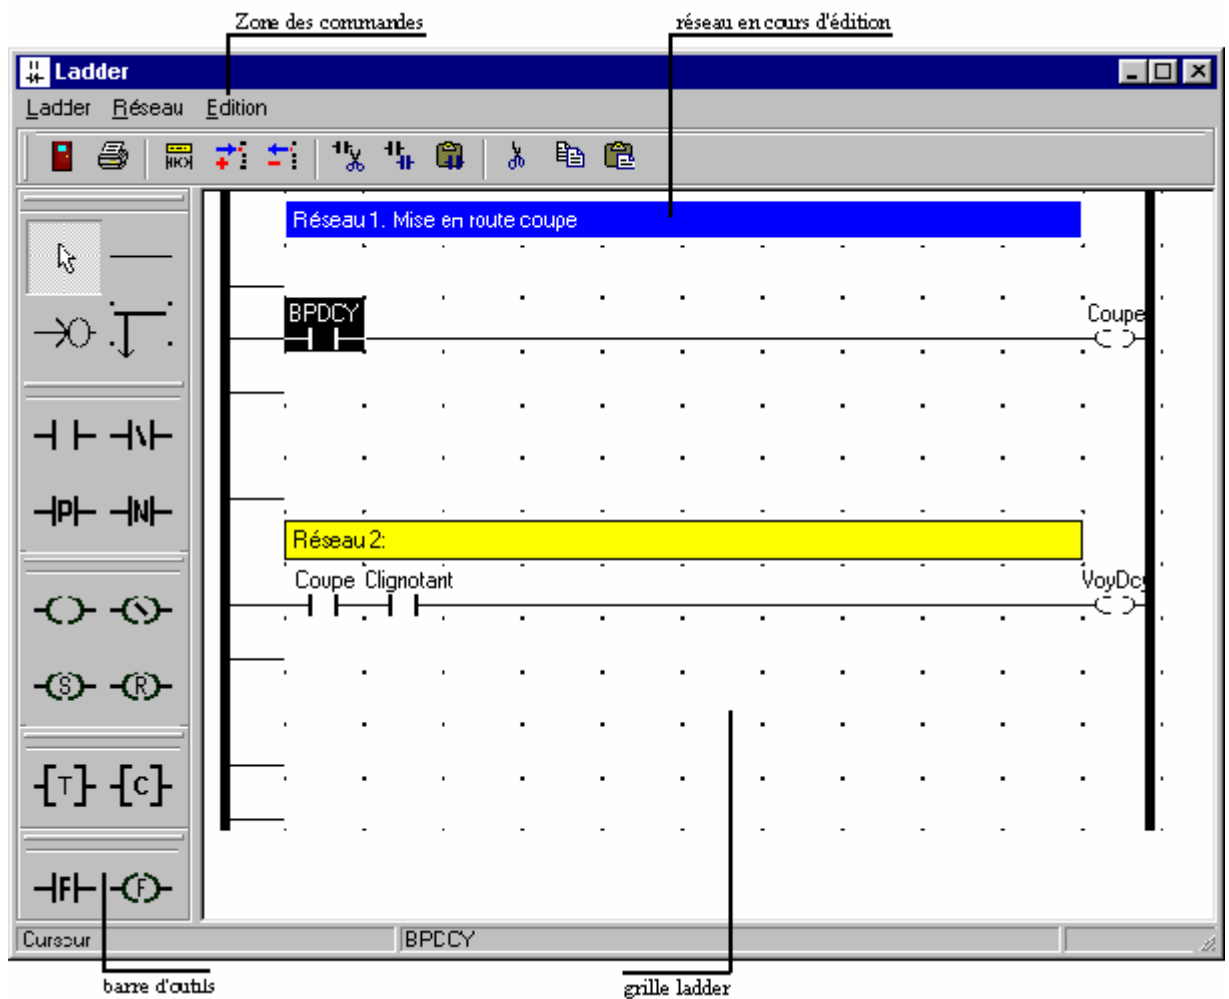 Zone des commandes
réseau en cours d'édition
Ladder
Ladder Réseau Edition
Réseau 1. Mise en route coupe
BPDCY
Coupe
P N
Réseau 2:
Coupe Clignotant
VoyDcy
S R
T C
F F
Curseur
BPDCY
barre d'outils
grille ladder